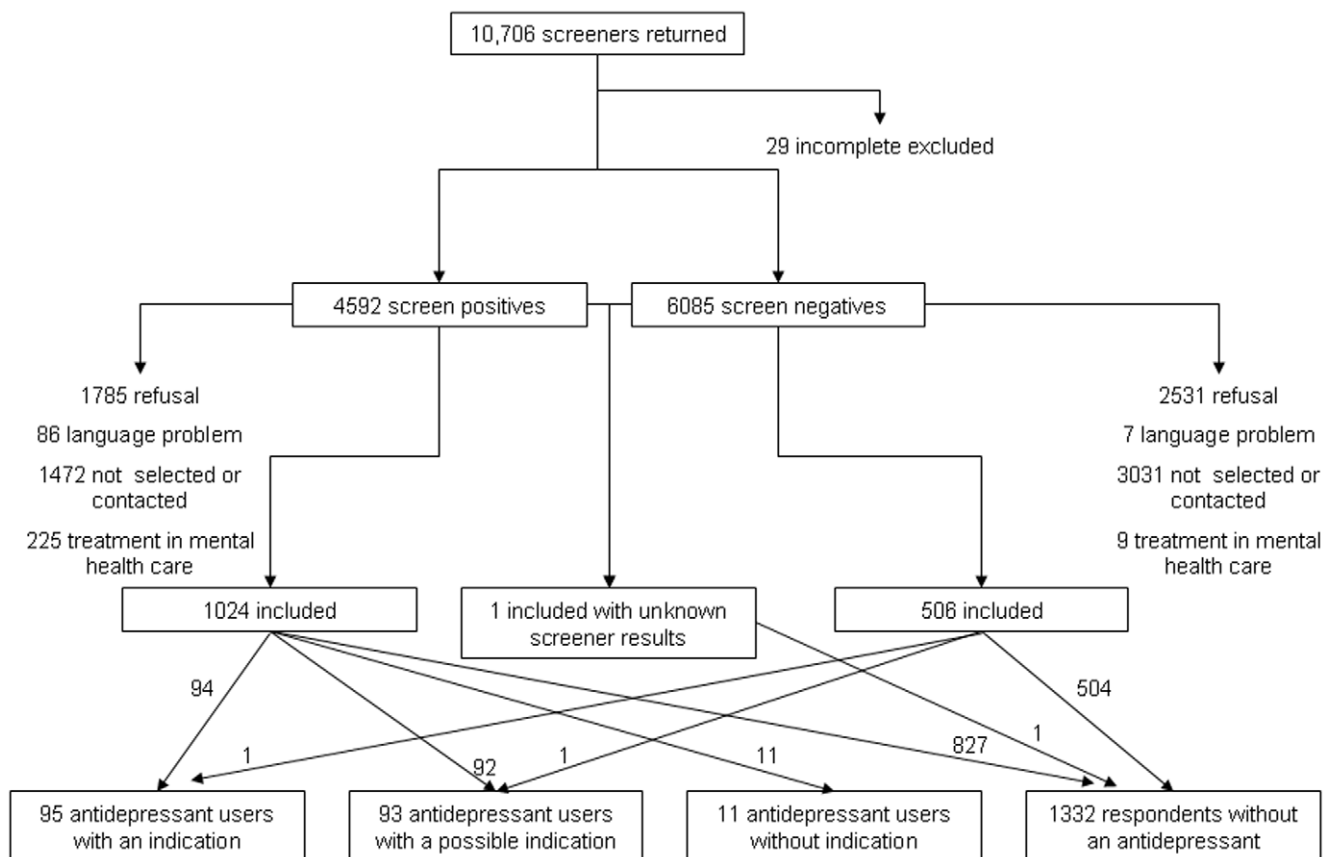 10,706 screeners returned
29 incomplete excluded
4592 screen positives
6085 screen negatives
1785 refusal
86 language problem
1472 not selected or
contacted
225 treatment in mental
health care
2531 refusal
7 language problem
3031 not selected or
contacted
9 treatment in mental
health care
1024 included
1 included with unknown
screener results
506 included
94
1
92
1
11
827
1
504
95 antidepressant users
with an indication
93 antidepressant users
with a possible indication
11 antidepressant users
without indication
1332 respondents without
an antidepressant